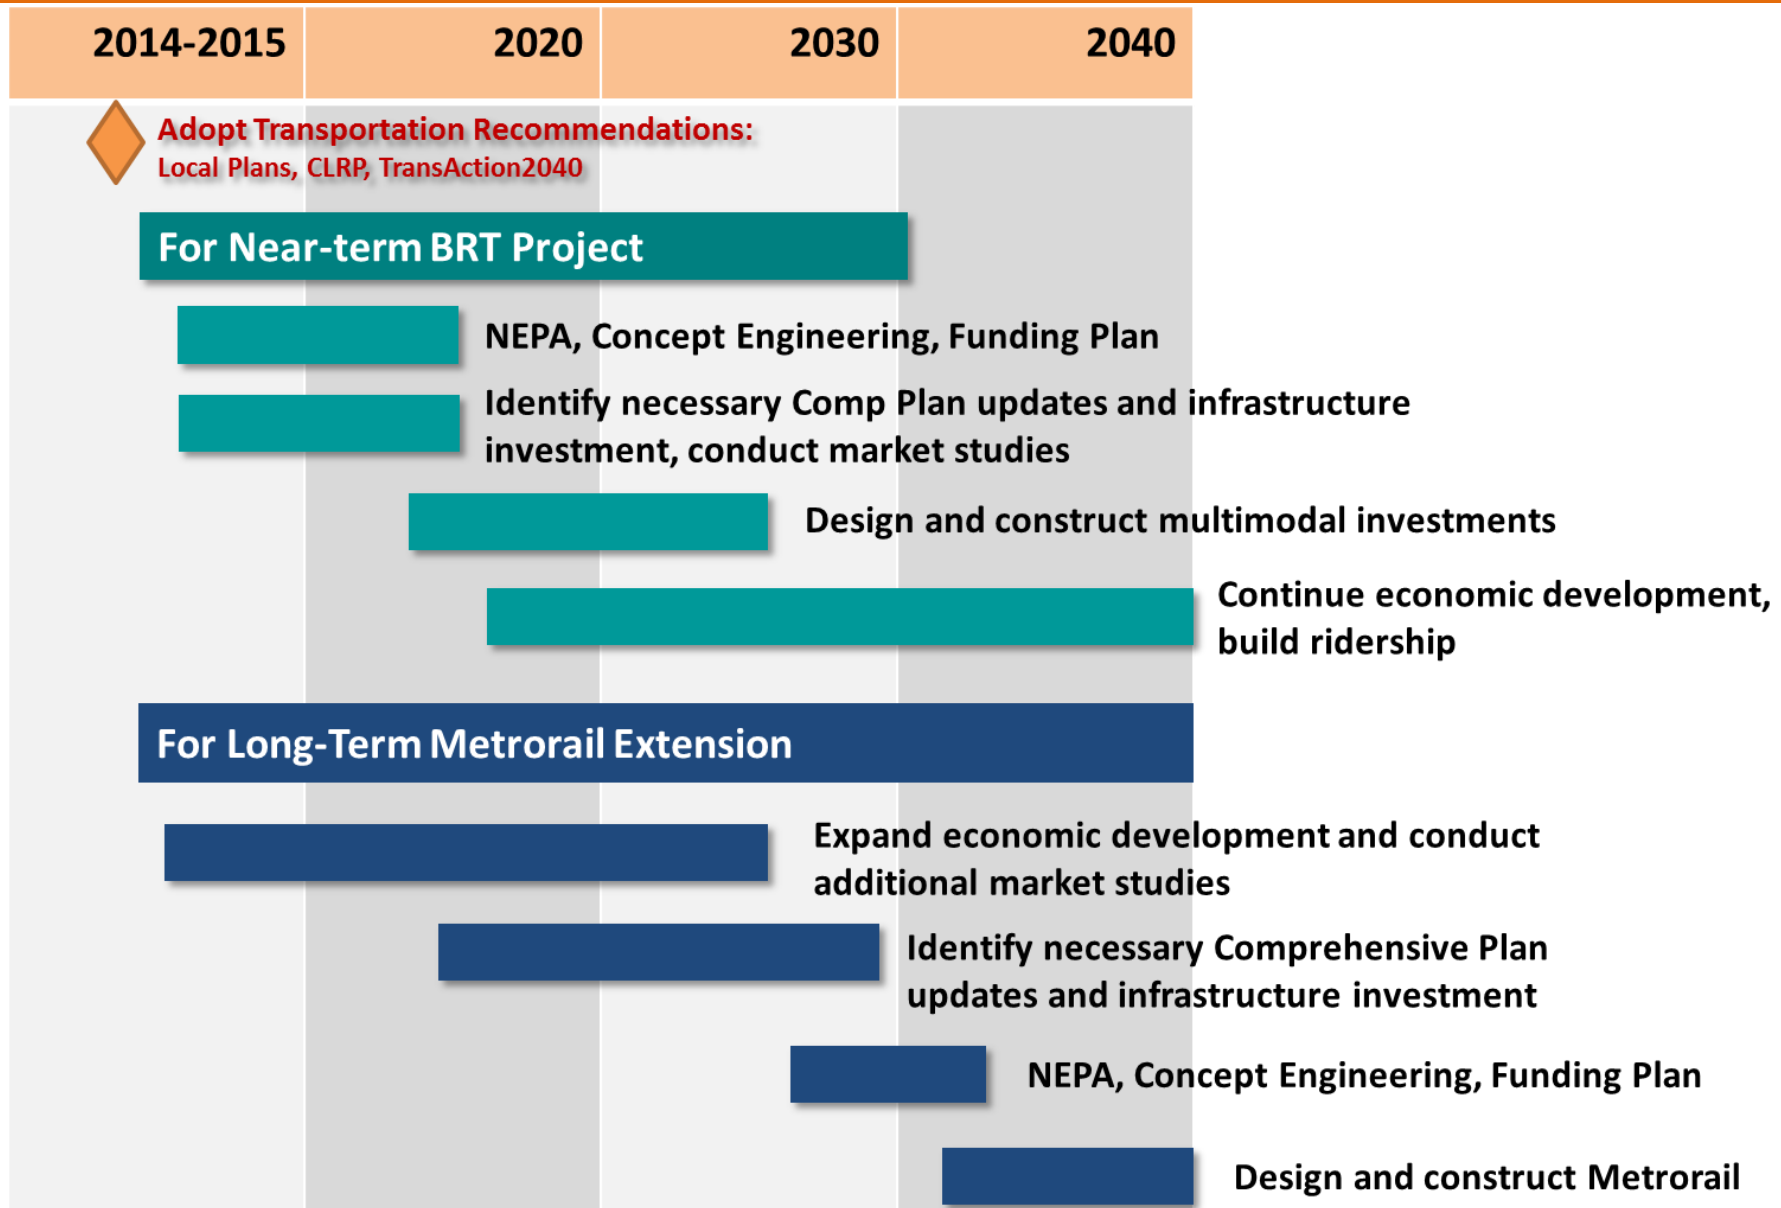 2014-2015 2020 2030 2040
Adopt Transportation Recommendations:
Local Plans, CLRP, TransAction2040
For Near-term BRT Project
NEPA, Concept Engineering, Funding Plan
Identify necessary Comp Plan updates and infrastructure
investment, conduct market studies
Design and construct multimodal investments
Continue economic development,
build ridership
For Long-Term Metrorail Extension
Expand economic development and conduct
additional market studies
Identify necessary Comprehensive Plan
updates and infrastructure investment
NEPA, Concept Engineering, Funding Plan
Design and construct Metrorail